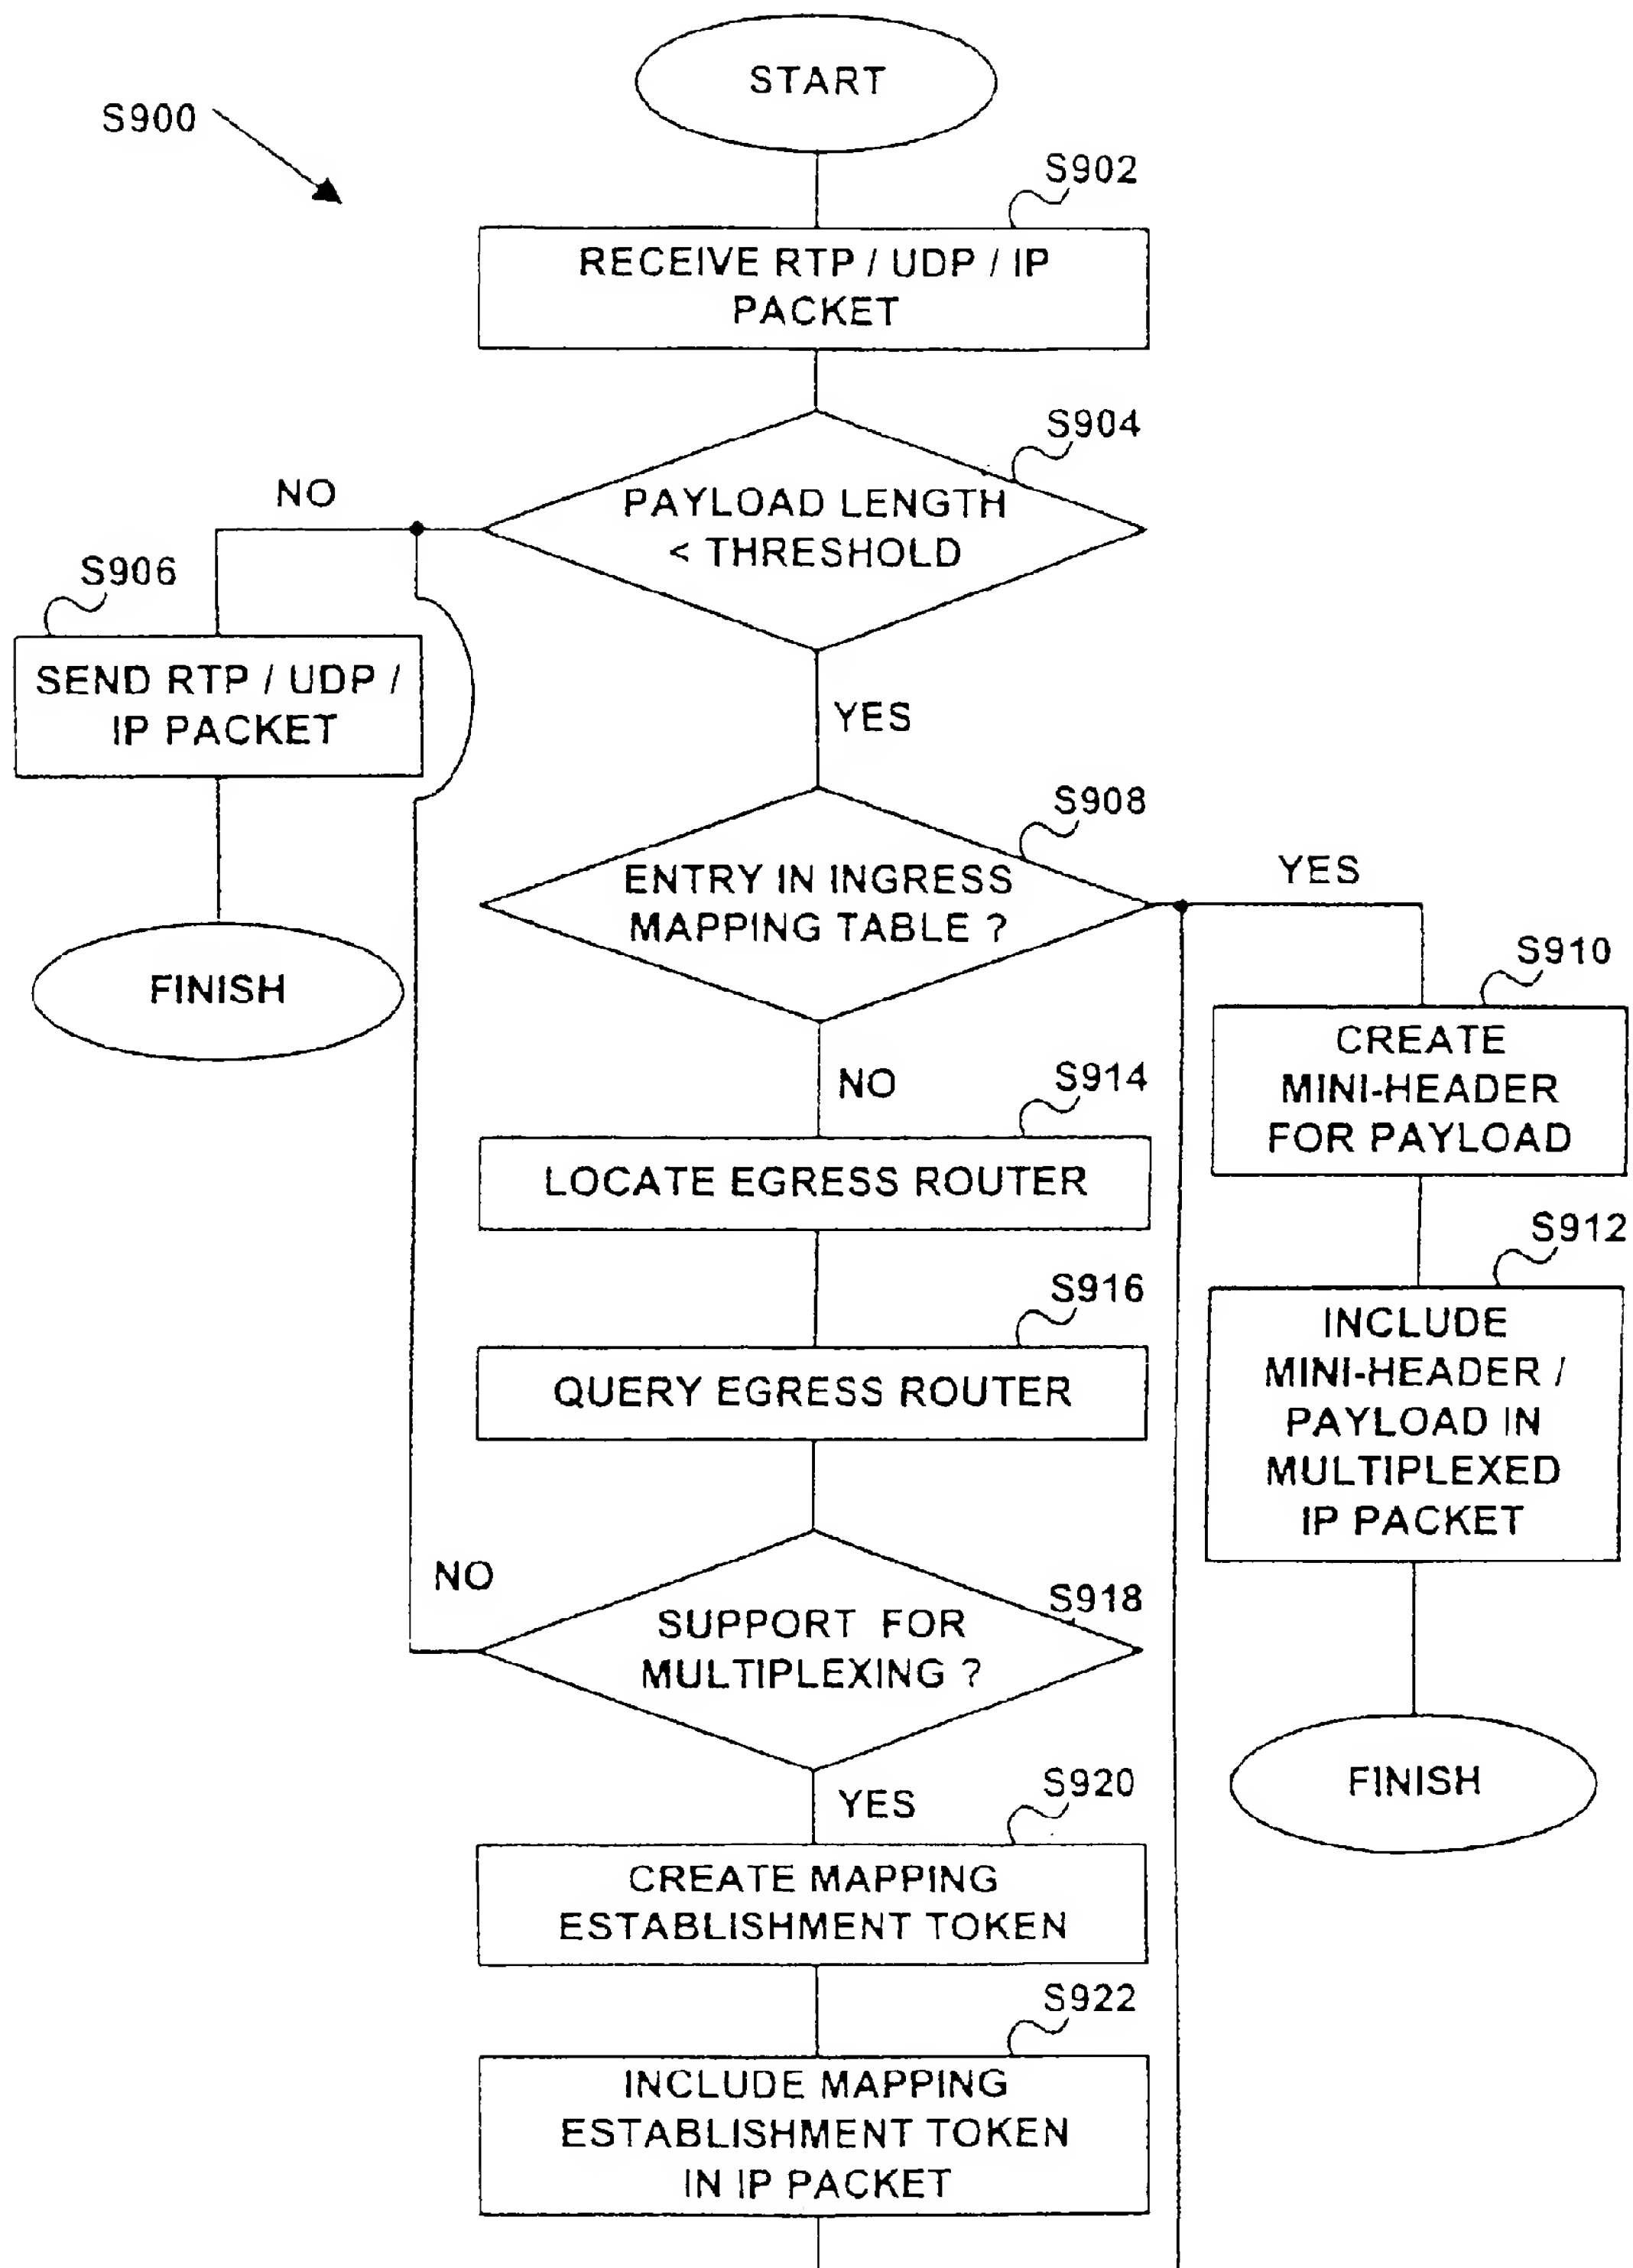 START
S900
S902
RECEIVE RTP / UDP / IP
PACKET
S904
NO
PAYLOAD LENGTH
< THRESHOLD
S906
SEND RTP / UDP /
IP PACKET
YES
S908
ENTRY IN INGRESS
MAPPING TABLE ?
YES
FINISH
S910
CREATE
MINI-HEADER
FOR PAYLOAD
NO
S914
LOCATE EGRESS ROUTER
S912
INCLUDE
MINI-HEADER /
PAYLOAD IN
MULTIPLEXED
IP PACKET
S916
QUERY EGRESS ROUTER
NO
S918
SUPPORT FOR
MULTIPLEXING ?
FINISH
YES
S920
CREATE MAPPING
ESTABLISHMENT TOKEN
S922
INCLUDE MAPPING
ESTABLISHMENT TOKEN
IN IP PACKET